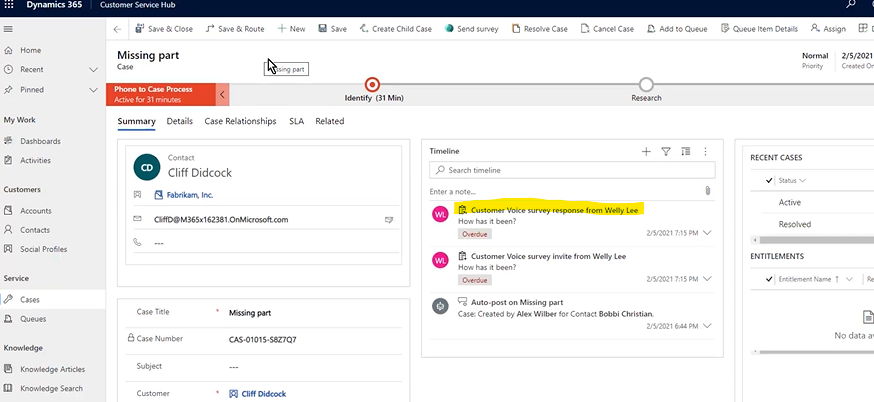 Dynamics 365
Customer Service Hub
Save & Close
Save & Route
New
Save
Create Child Case
Send survey
Resolve Case
Cancel Case
Add to Queue
Queue Item Details
Assign
Home
Recent
Pinned
My Work
Dashboards
Activities
Customers
Accounts
Contacts
Social Profiles
Service
Cases
Queues
Knowledge
Knowledge Articles
Knowledge Search
Missing part
Case
Normal
Priority
2/5/2021
Created On
Phone to Case Process
Active for 31 minutes
Identify (31 Min)
Research
Summary
Details
Case Relationships
SLA
Related
CD
Contact
Cliff Didcock
Fabrikam, Inc.
CliffD@M365x162381.OnMicrosoft.com
---
Case Title * Missing part
Case Number CAS-01015-S8Z7Q7
Subject ---
Customer * Cliff Didcock
Timeline
Search timeline
Enter a note...
WL
Customer Voice survey response from Welly Lee
How has it been?
Overdue
2/5/2021 7:15 PM
WL
Customer Voice survey invite from Welly Lee
How has it been?
Overdue
2/5/2021 7:15 PM
Auto-post on Missing part
Case: Created by Alex Wilber for Contact Bobbi Christian.
2/5/2021 6:44 PM
RECENT CASES
Status
Active
Resolved
ENTITLEMENTS
Entitlement Name
Re
No data av